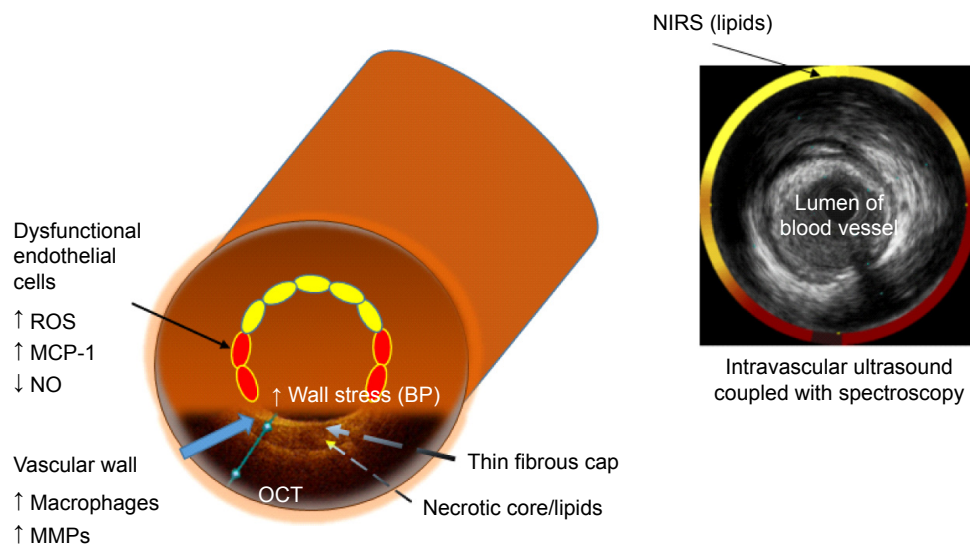 NIRS (lipids)
Lumen of
blood vessel
Intravascular ultrasound
coupled with spectroscopy
Dysfunctional
endothelial
cells
↑ ROS
↑ MCP-1
↓ NO
↑ Wall stress (BP)
Vascular wall
↑ Macrophages
↑ MMPs
OCT
Thin fibrous cap
Necrotic core/lipids